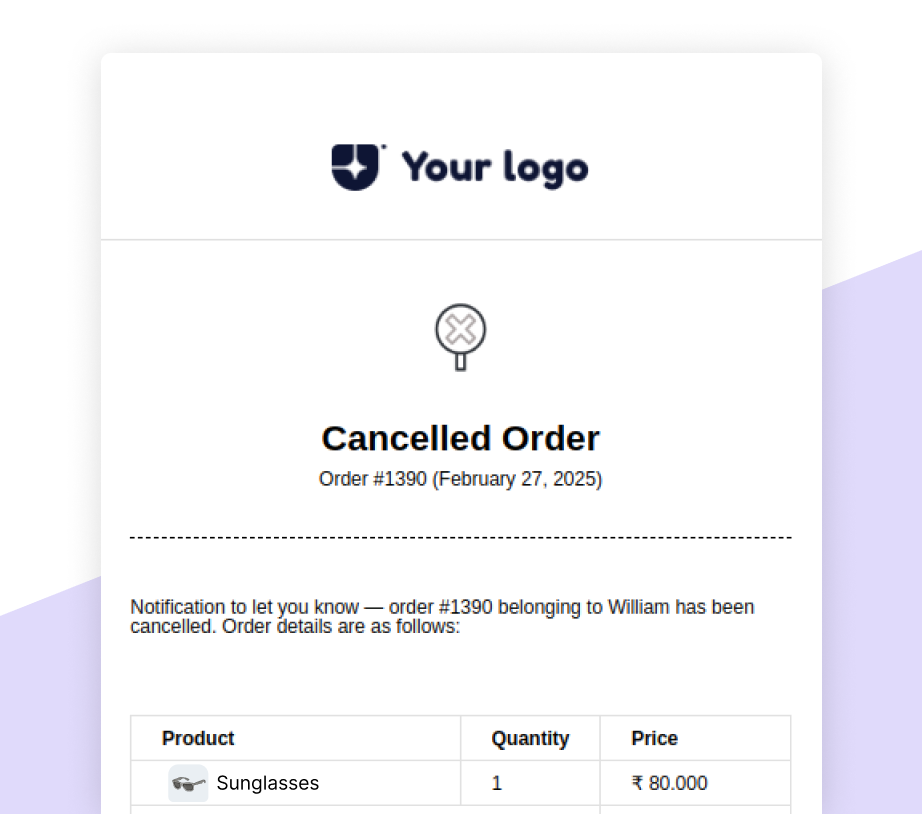 Your logo
Cancelled Order
Order #1390 (February 27, 2025)
Notification to let you know — order #1390 belonging to William has been
cancelled. Order details are as follows:
Product Quantity Price
Sunglasses 1 ₹ 80.000